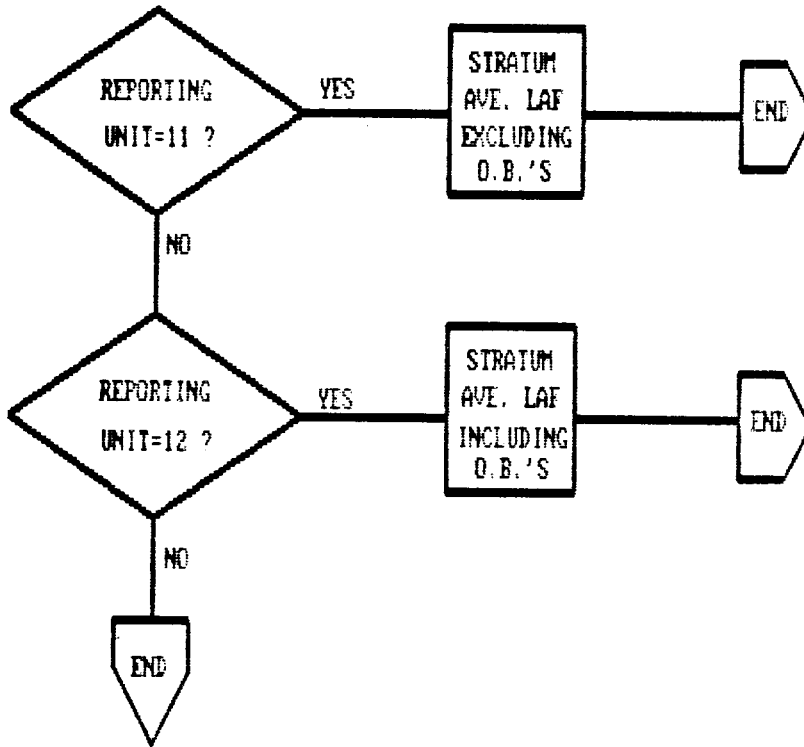 REPORTING
UNIT=11 ?
YES
STRATUM
AVE. LAF
EXCLUDING
O.B.'S
END
NO
REPORTING
UNIT=12 ?
YES
STRATUM
AVE. LAF
INCLUDING
O.B.'S
END
NO
END